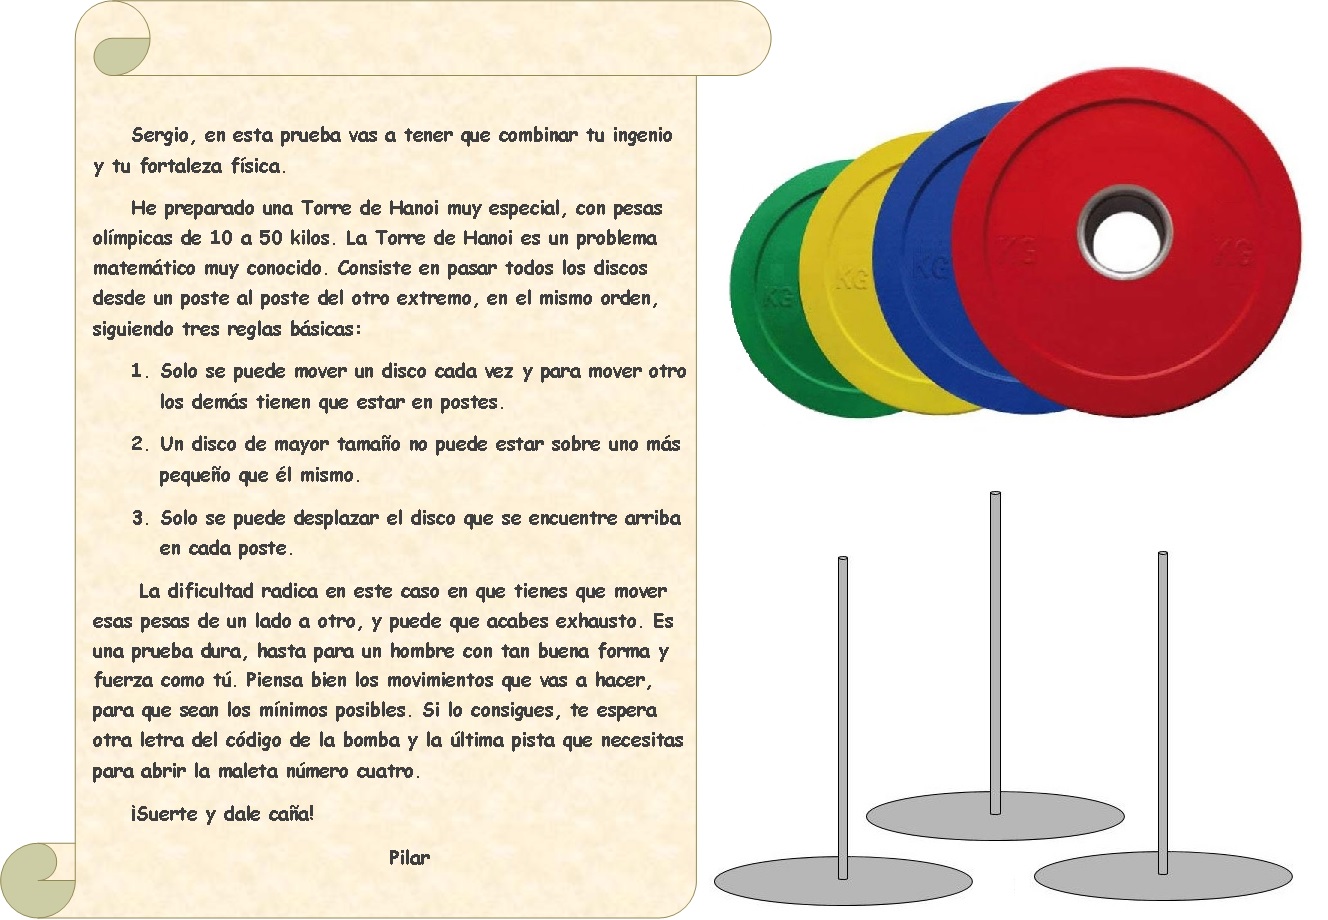 Sergio, en esta prueba vas a tener que combinar tu ingenio
y tu fortaleza física.
He preparado una Torre de Hanoi muy especial, con pesas
olímpicas de 10 a 50 kilos. La Torre de Hanoi es un problema
matemático muy conocido. Consiste en pasar todos los discos
desde un poste al poste del otro extremo, en el mismo orden,
siguiendo tres reglas básicas:
1. Solo se puede mover un disco cada vez y para mover otro
los demás tienen que estar en postes.
2. Un disco de mayor tamaño no puede estar sobre uno más
pequeño que él mismo.
3. Solo se puede desplazar el disco que se encuentre arriba
en cada poste.
La dificultad radica en este caso en que tienes que mover
esas pesas de un lado a otro, y puede que acabes exhausto. Es
una prueba dura, hasta para un hombre con tan buena forma y
fuerza como tú. Piensa bien los movimientos que vas a hacer,
para que sean los mínimos posibles. Si lo consigues, te espera
otra letra del código de la bomba y la última pista que necesitas
para abrir la maleta número cuatro.
¡Suerte y dale caña!
Pilar
KG
KG
KG
KG
KG